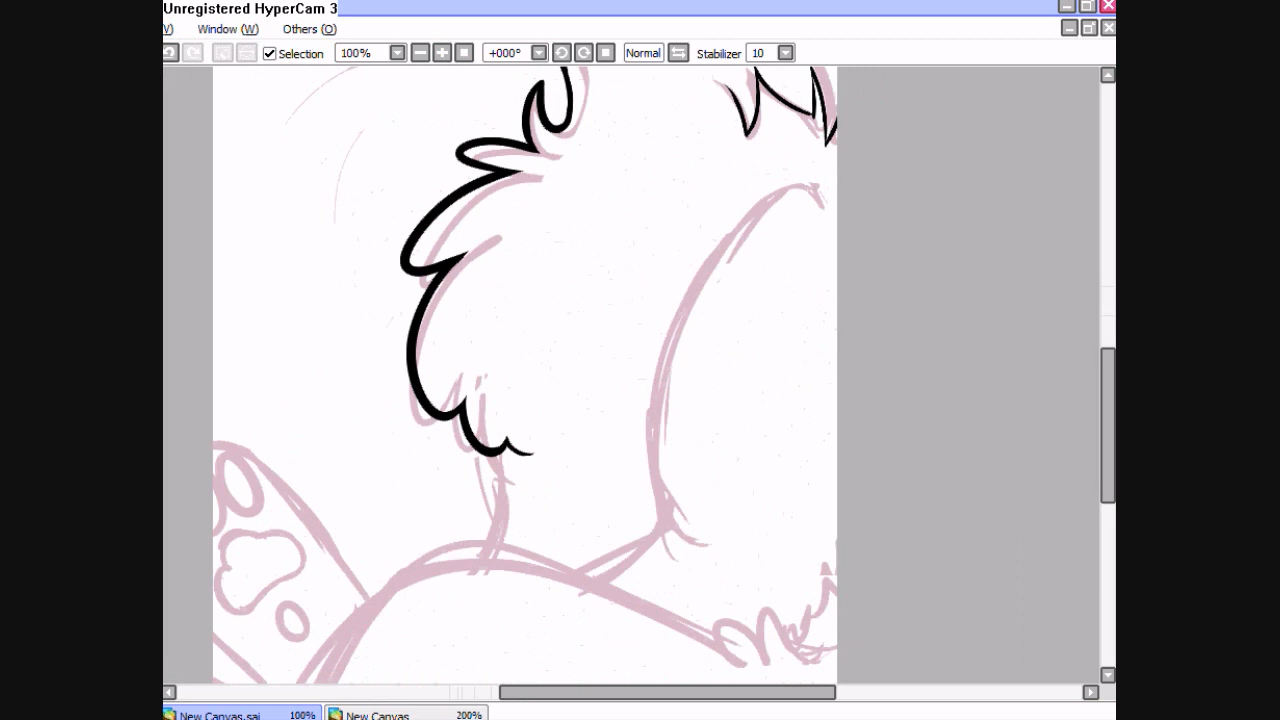 Unregistered HyperCam 3
V) Window (W) Others (O)
Selection 100% +000° Normal Stabilizer 10
New Canvas.sai 100% New Canvas 200%